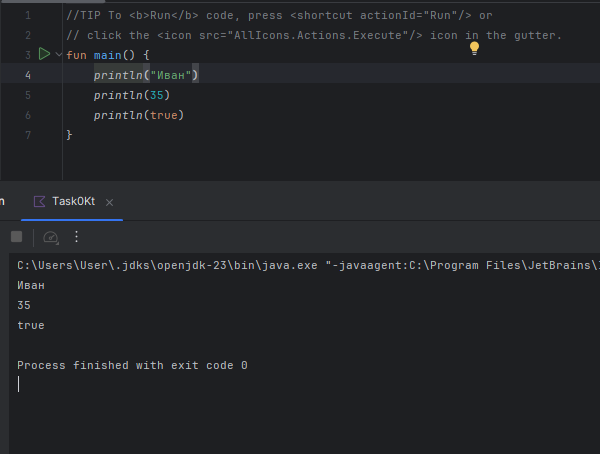 1 //TIP To <b>Run</b> code, press <shortcut actionId="Run"/> or
2 // click the <icon src="AllIcons.Actions.Execute"/> icon in the gutter.
3 fun main() {
4 println("Иван")
5 println(35)
6 println(true)
7 }
n Task0Kt
C:\Users\User\.jdks\openjdk-23\bin\java.exe "-javaagent:C:\Program Files\JetBrains\
Иван
35
true
Process finished with exit code 0